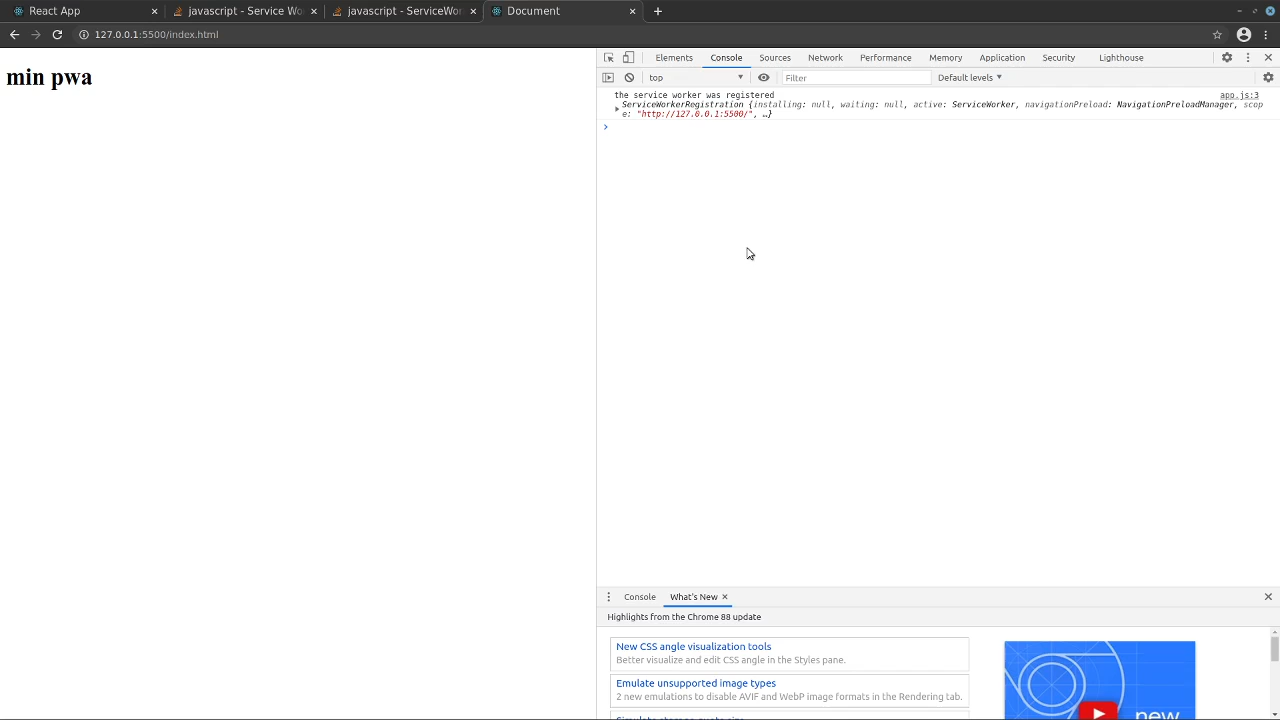 React App
javascript - Service Wo
javascript - ServiceWor
Document
127.0.0.1:5500/index.html
min pwa
Elements Console Sources Network Performance Memory Application Security Lighthouse
top Filter Default levels
the service worker was registered app.js:3
ServiceWorkerRegistration {installing: null, waiting: null, active: ServiceWorker, navigationPreload: NavigationPreloadManager, scop
e: "http://127.0.0.1:5500/", …}
Console What's New
Highlights from the Chrome 88 update
New CSS angle visualization tools
Better visualize and edit CSS angle in the Styles pane.
Emulate unsupported image types
2 new emulations to disable AVIF and WebP image formats in the Rendering tab.
Simulate storage quota size
new